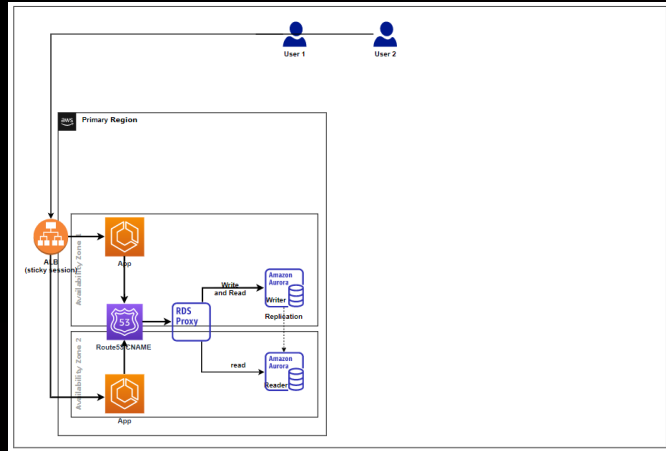 User 1
User 2
aws
Primary Region
Availability Zone 1
ALB
(sticky session)
App
53
Route53 CNAME
RDS
Proxy
Write
and Read
Amazon
Aurora
Writer
Replication
Availability Zone 2
read
Amazon
Aurora
Reader
App